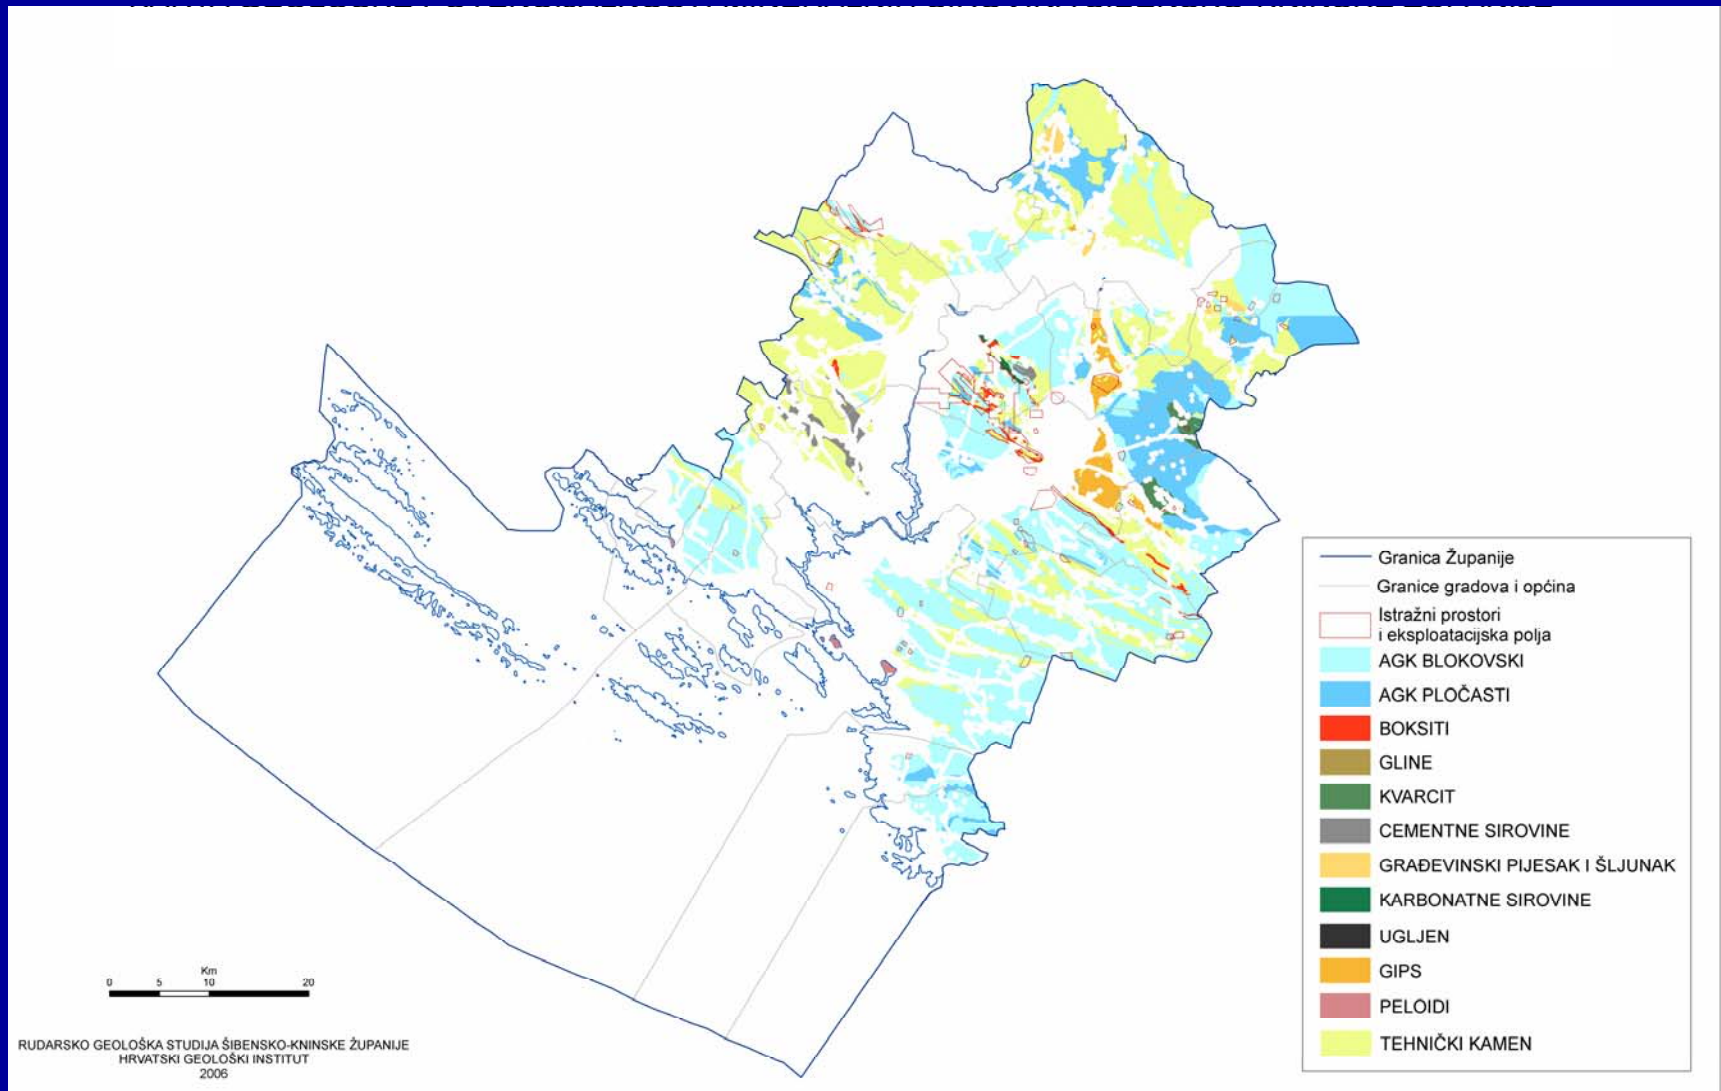 Granica Županije
Granice gradova i općina
Istražni prostori
i eksploatacijska polja
AGK BLOKOVSKI
AGK PLOČASTI
BOKSITI
GLINE
KVARCIT
CEMENTNE SIROVINE
GRAĐEVINSKI PIJESAK I ŠLJUNAK
KARBONATNE SIROVINE
UGLJEN
GIPS
PELOIDI
TEHNIČKI KAMEN
Km
0 5 10 20
RUDARSKO GEOLOŠKA STUDIJA ŠIBENSKO-KNINSKE ŽUPANIJE
HRVATSKI GEOLOŠKI INSTITUT
2006